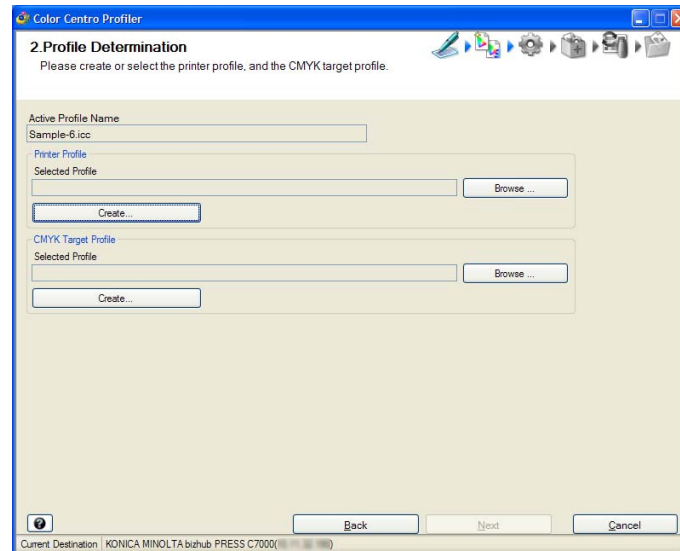 Color Centro Profiler
2.Profile Determination
Please create or select the printer profile, and the CMYK target profile.
Active Profile Name
Sample-6.icc
Printer Profile
Selected Profile
Browse ...
Create...
CMYK Target Profile
Selected Profile
Browse ...
Create...
? Back Next Cancel
Current Destination KONICA MINOLTA bizhub PRESS C7000( )